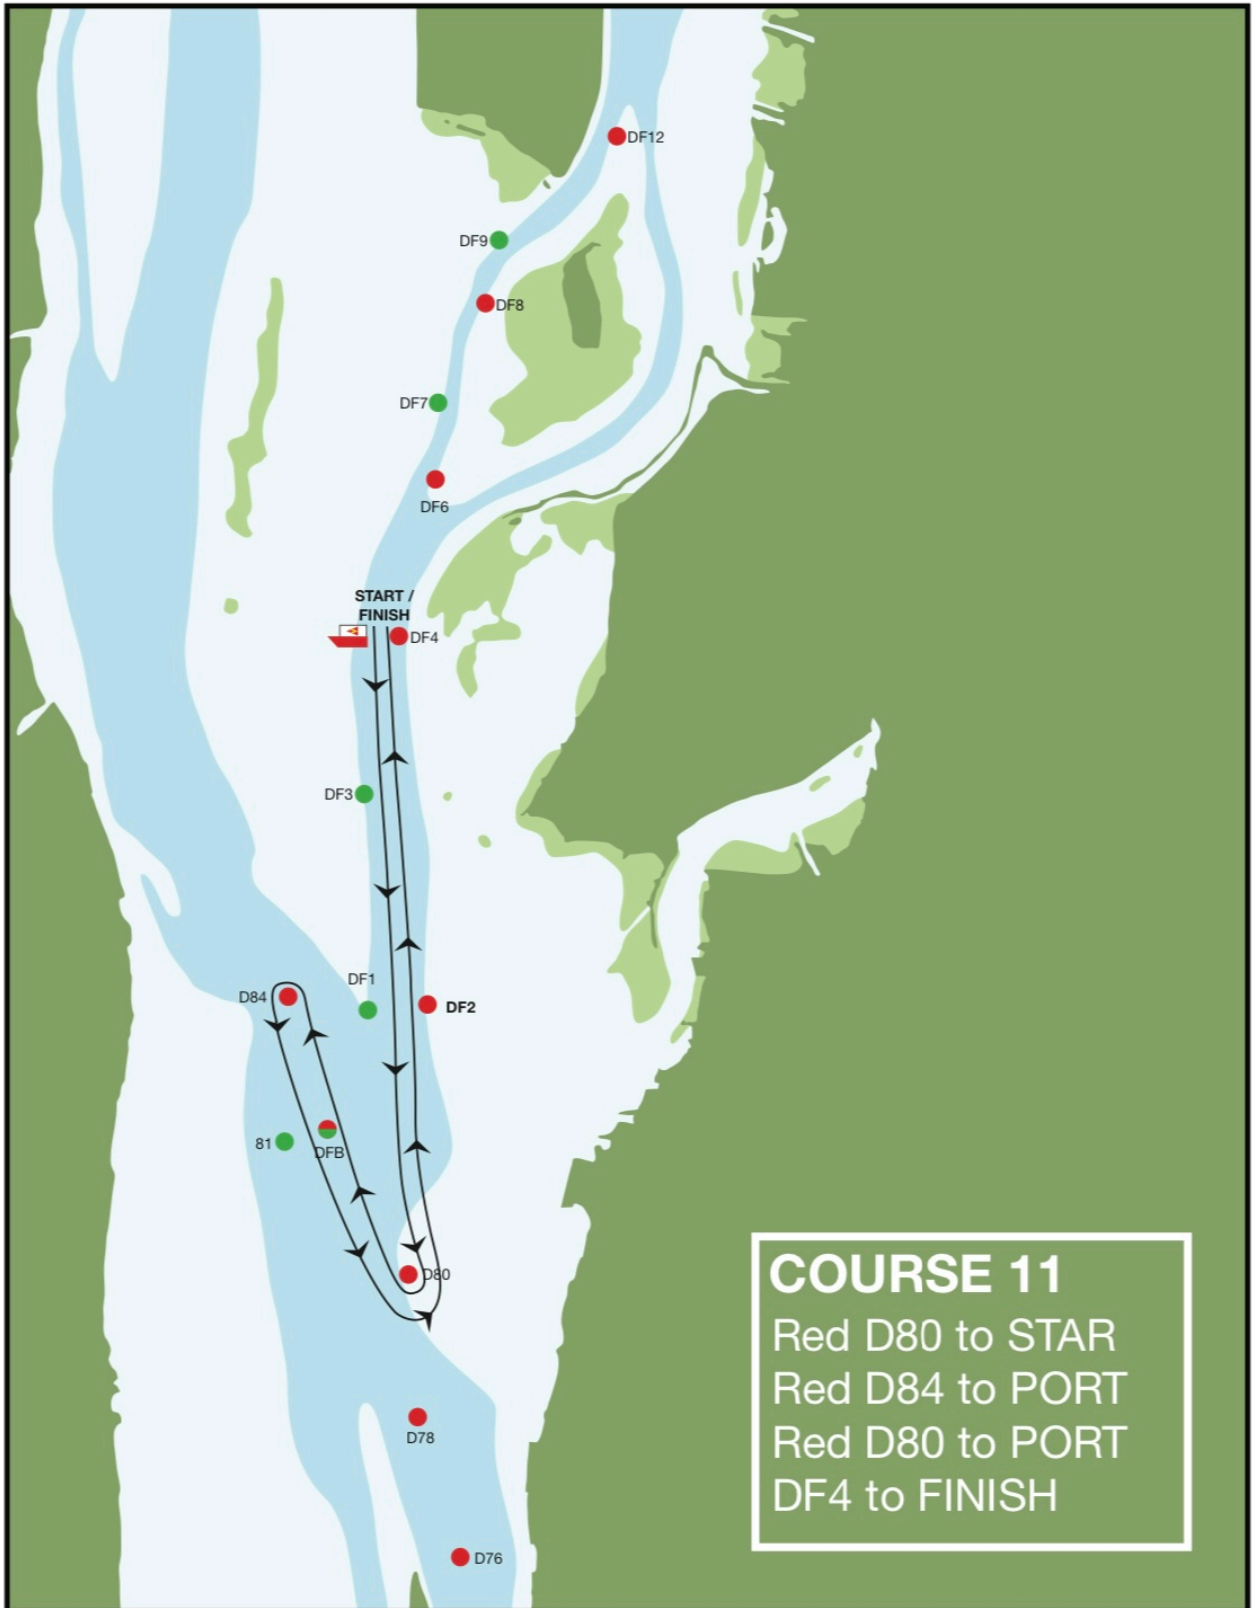 DF12
DF9
DF8
DF7
DF6
START /
FINISH
DF4
DF3
DF1
D84
DF2
81
DFB
D80
COURSE 11
Red D80 to STAR
Red D84 to PORT
Red D80 to PORT
DF4 to FINISH
D78
D76